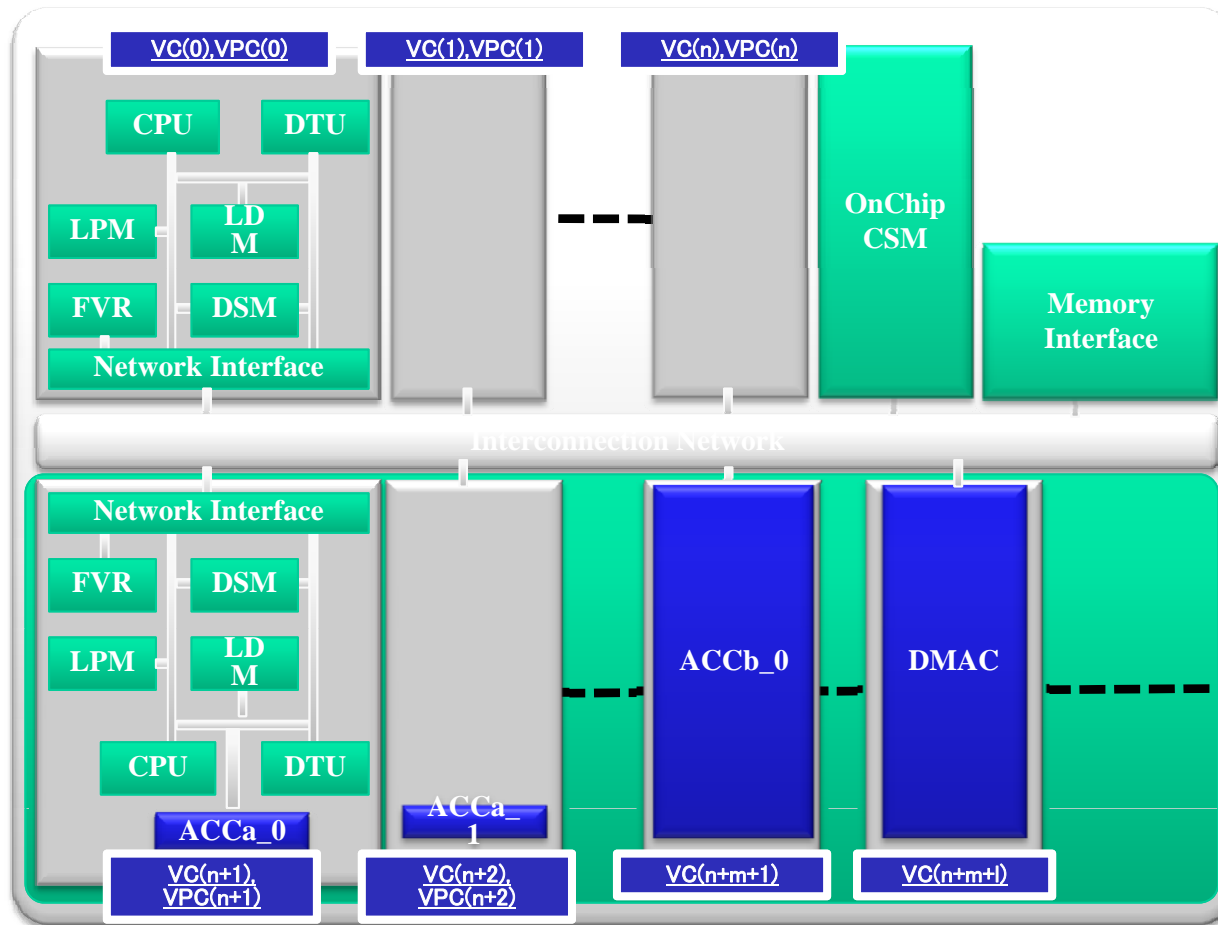 VC(0),VPC(0)
VC(1),VPC(1)
VC(n),VPC(n)
CPU
DTU
LPM
LD
M
FVR
DSM
Network Interface
OnChip
CSM
Memory
Interface
Interconnection Network
Network Interface
FVR
DSM
LPM
LD
M
CPU
DTU
ACCa_0
ACCa_
1
ACCb_0
DMAC
VC(n+1),
VPC(n+1)
VC(n+2),
VPC(n+2)
VC(n+m+1)
VC(n+m+l)